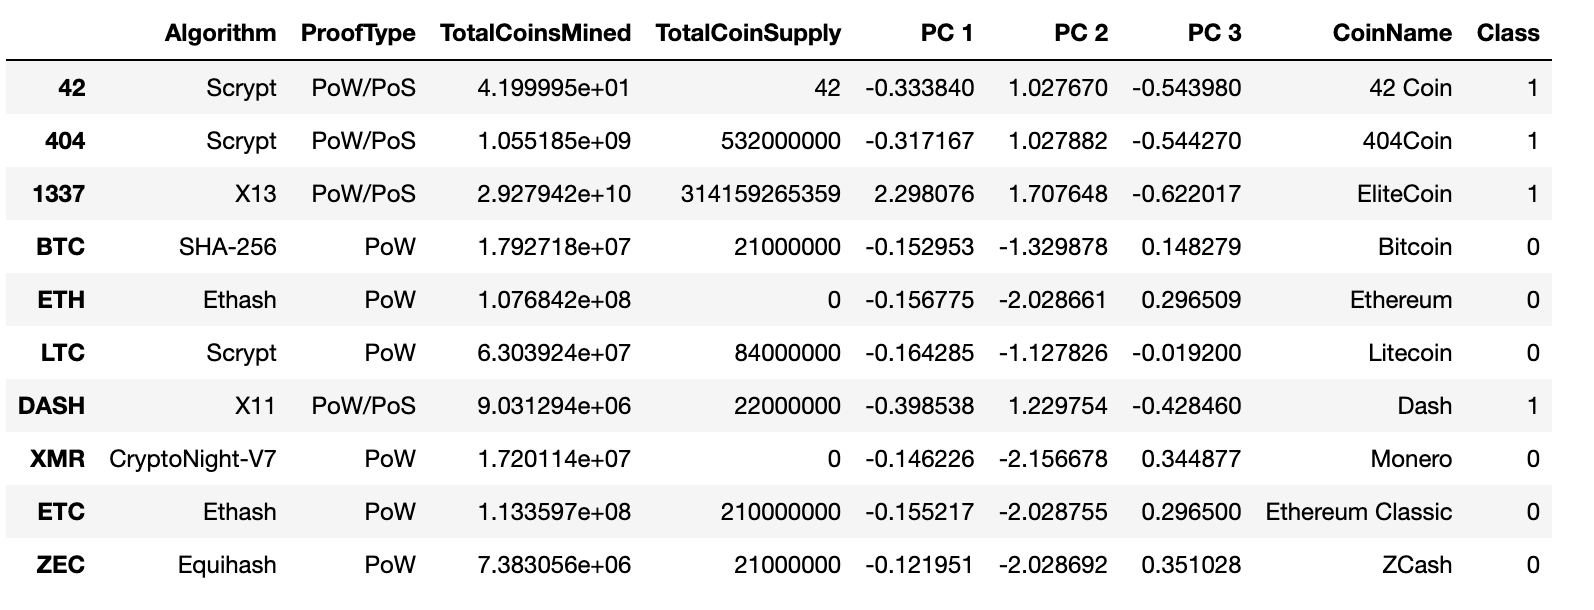 Algorithm ProofType TotalCoinsMined TotalCoinSupply PC 1 PC 2 PC 3 CoinName Class
42 Scrypt PoW/PoS 4.199995e+01 42 -0.333840 1.027670 -0.543980 42 Coin 1
404 Scrypt PoW/PoS 1.055185e+09 532000000 -0.317167 1.027882 -0.544270 404Coin 1
1337 X13 PoW/PoS 2.927942e+10 314159265359 2.298076 1.707648 -0.622017 EliteCoin 1
BTC SHA-256 PoW 1.792718e+07 21000000 -0.152953 -1.329878 0.148279 Bitcoin 0
ETH Ethash PoW 1.076842e+08 0 -0.156775 -2.028661 0.296509 Ethereum 0
LTC Scrypt PoW 6.303924e+07 84000000 -0.164285 -1.127826 -0.019200 Litecoin 0
DASH X11 PoW/PoS 9.031294e+06 22000000 -0.398538 1.229754 -0.428460 Dash 1
XMR CryptoNight-V7 PoW 1.720114e+07 0 -0.146226 -2.156678 0.344877 Monero 0
ETC Ethash PoW 1.133597e+08 210000000 -0.155217 -2.028755 0.296500 Ethereum Classic 0
ZEC Equihash PoW 7.383056e+06 21000000 -0.121951 -2.028692 0.351028 ZCash 0